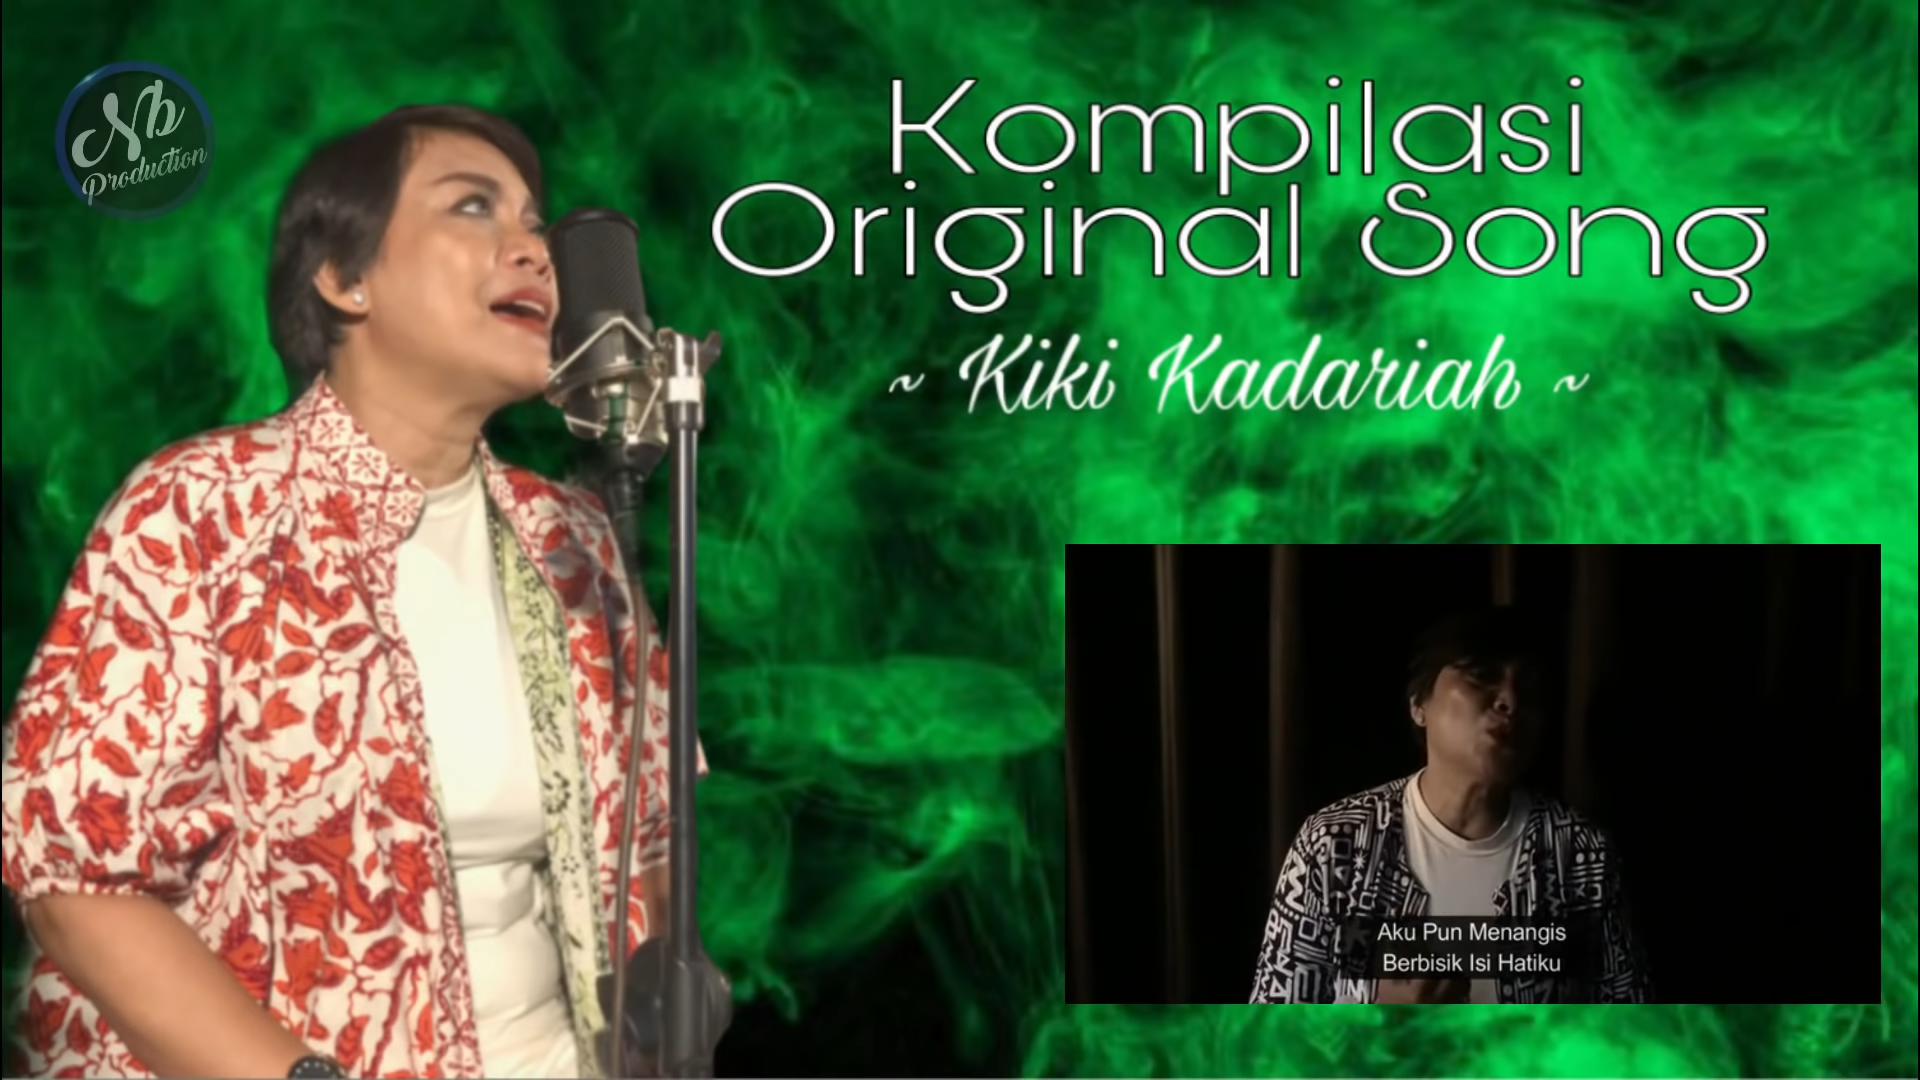 Nb
Production
Kompilasi
Original Song
~ Kiki Kadariah ~
Aku Pun Menangis
Berbisik Isi Hatiku